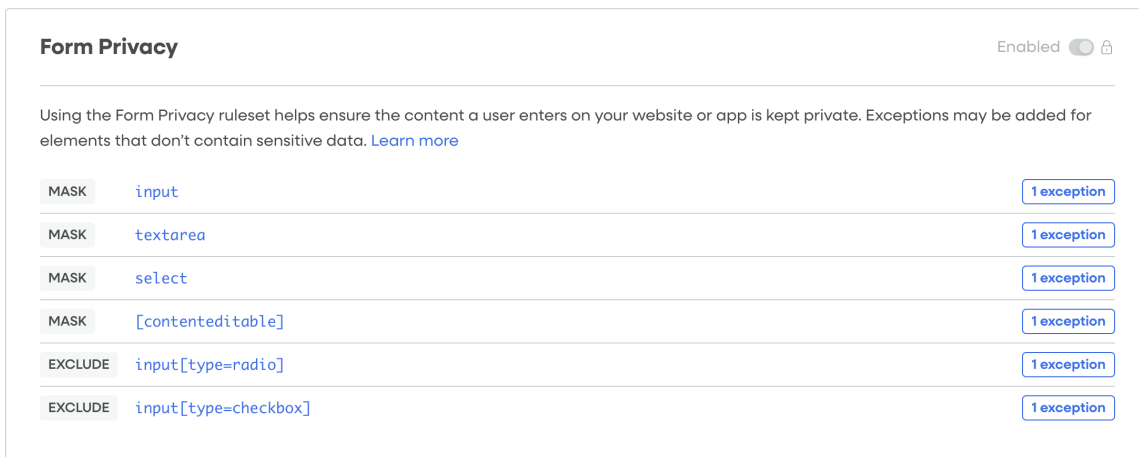 Form Privacy
Enabled
Using the Form Privacy ruleset helps ensure the content a user enters on your website or app is kept private. Exceptions may be added for
elements that don’t contain sensitive data. Learn more
MASK input 1 exception
MASK textarea 1 exception
MASK select 1 exception
MASK [contenteditable] 1 exception
EXCLUDE input[type=radio] 1 exception
EXCLUDE input[type=checkbox] 1 exception